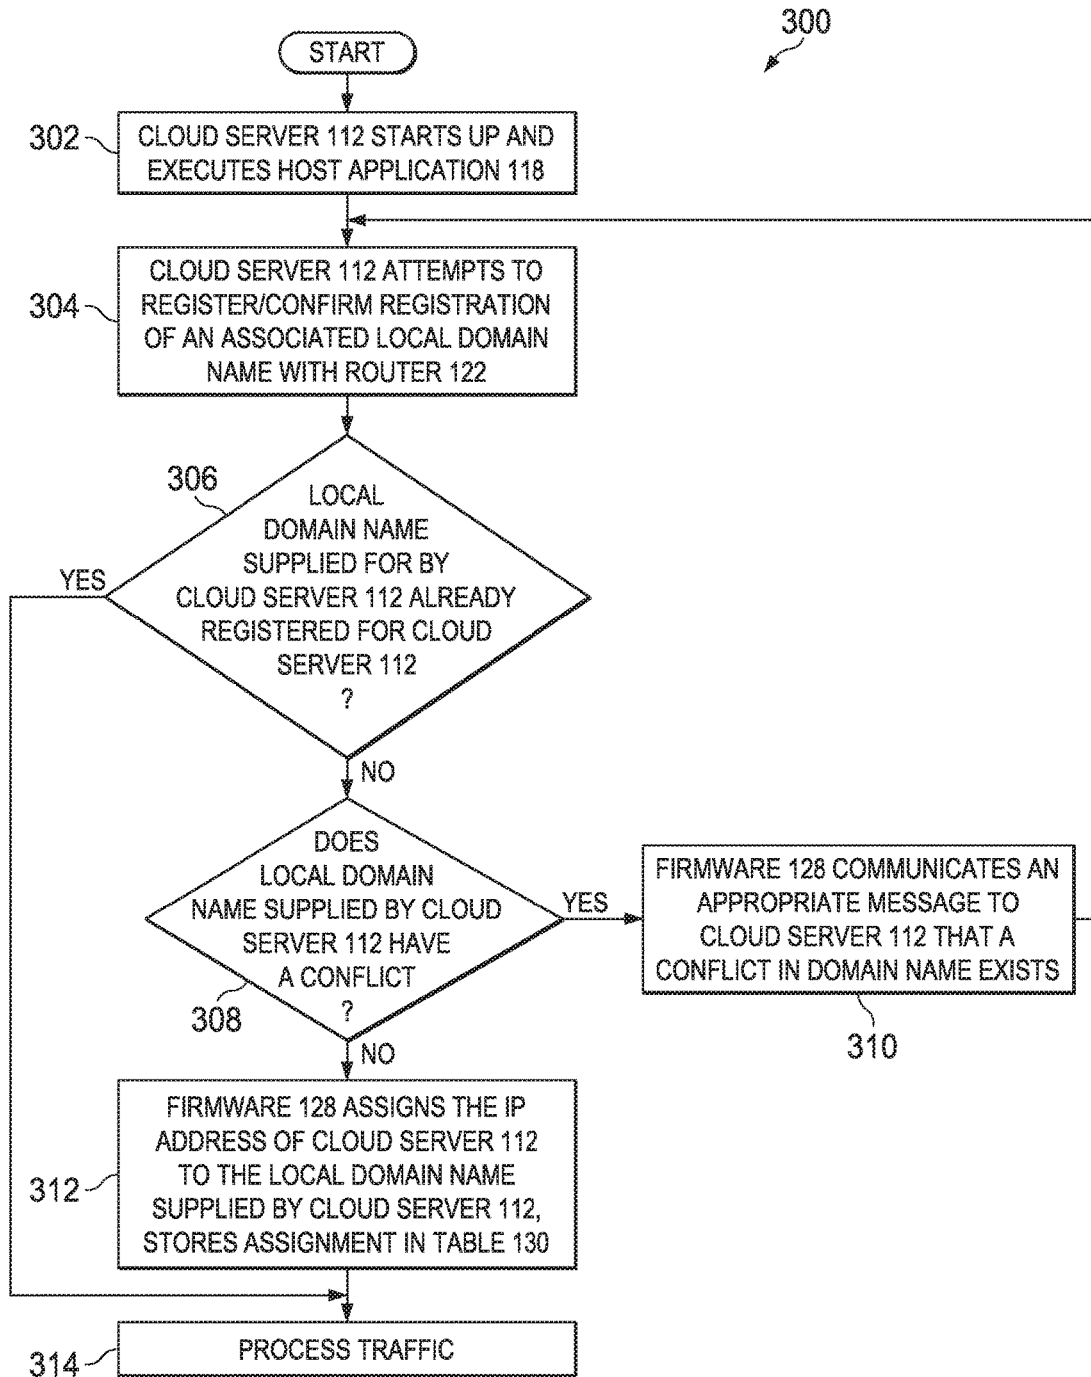 300
START
302
CLOUD SERVER 112 STARTS UP AND
EXECUTES HOST APPLICATION 118
304
CLOUD SERVER 112 ATTEMPTS TO
REGISTER/CONFIRM REGISTRATION
OF AN ASSOCIATED LOCAL DOMAIN
NAME WITH ROUTER 122
306
LOCAL
DOMAIN NAME
SUPPLIED FOR BY
CLOUD SERVER 112 ALREADY
REGISTERED FOR CLOUD
SERVER 112
?
YES
NO
308
DOES
LOCAL DOMAIN
NAME SUPPLIED BY CLOUD
SERVER 112 HAVE
A CONFLICT
?
YES
FIRMWARE 128 COMMUNICATES AN
APPROPRIATE MESSAGE TO
CLOUD SERVER 112 THAT A
CONFLICT IN DOMAIN NAME EXISTS
310
NO
312
FIRMWARE 128 ASSIGNS THE IP
ADDRESS OF CLOUD SERVER 112
TO THE LOCAL DOMAIN NAME
SUPPLIED BY CLOUD SERVER 112,
STORES ASSIGNMENT IN TABLE 130
314
PROCESS TRAFFIC